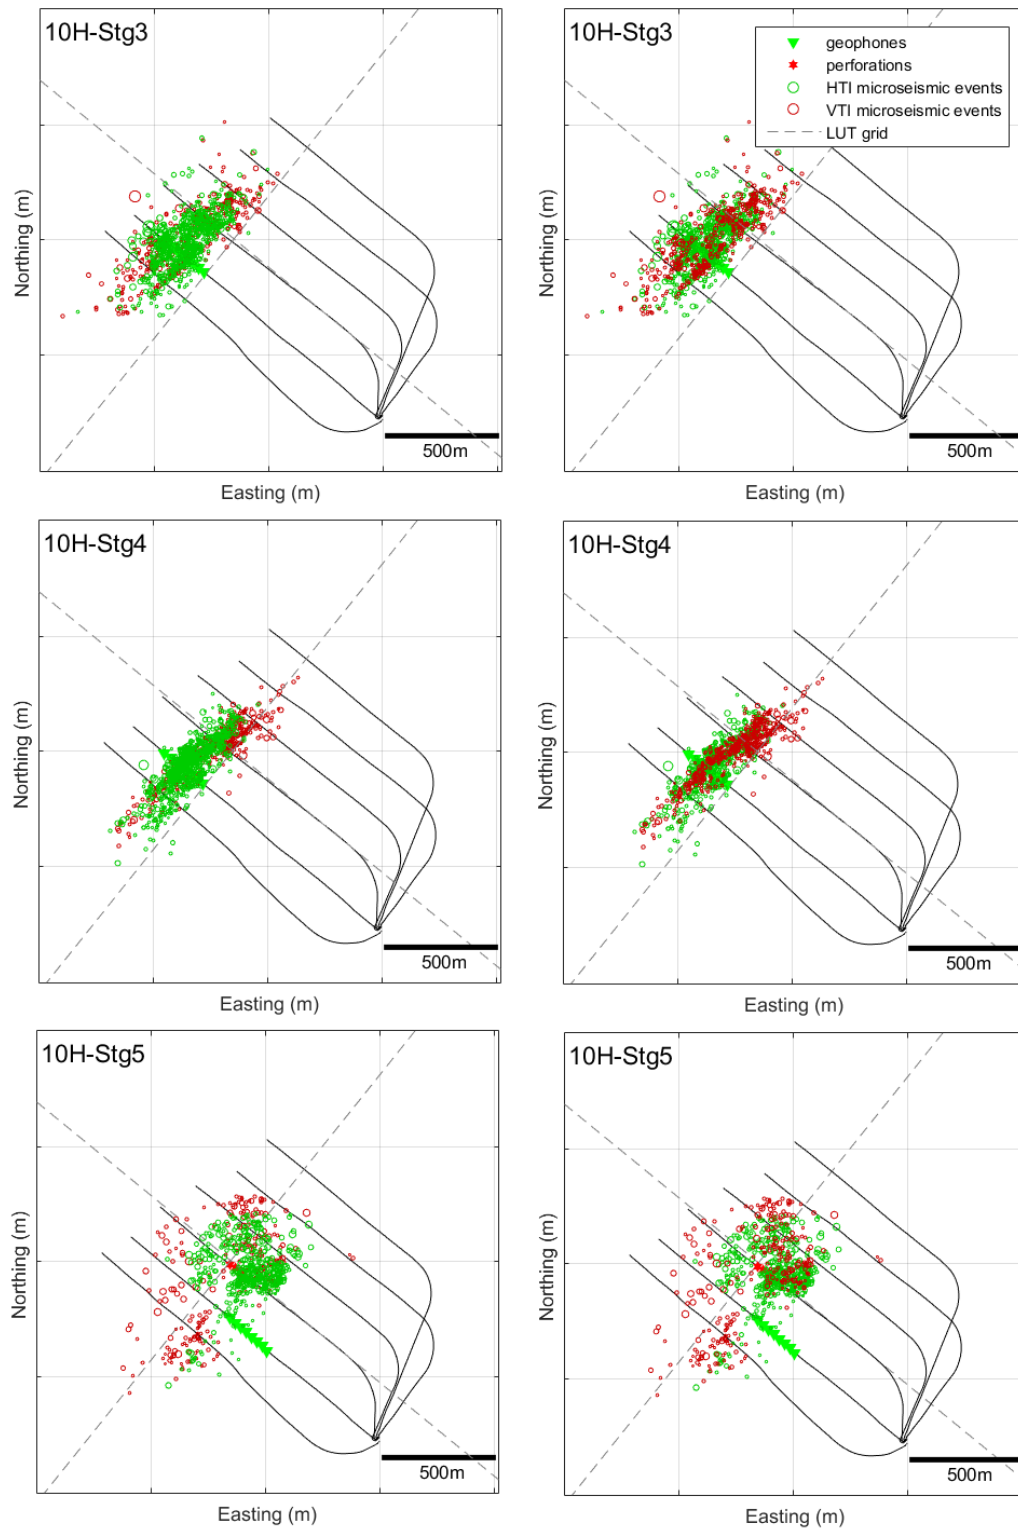 10H-Stg3
Northing (m)
500m
Easting (m)
10H-Stg3
geophones
perforations
HTI microseismic events
VTI microseismic events
LUT grid
Northing (m)
500m
Easting (m)
10H-Stg4
Northing (m)
500m
Easting (m)
10H-Stg4
Northing (m)
500m
Easting (m)
10H-Stg5
Northing (m)
500m
Easting (m)
10H-Stg5
Northing (m)
500m
Easting (m)